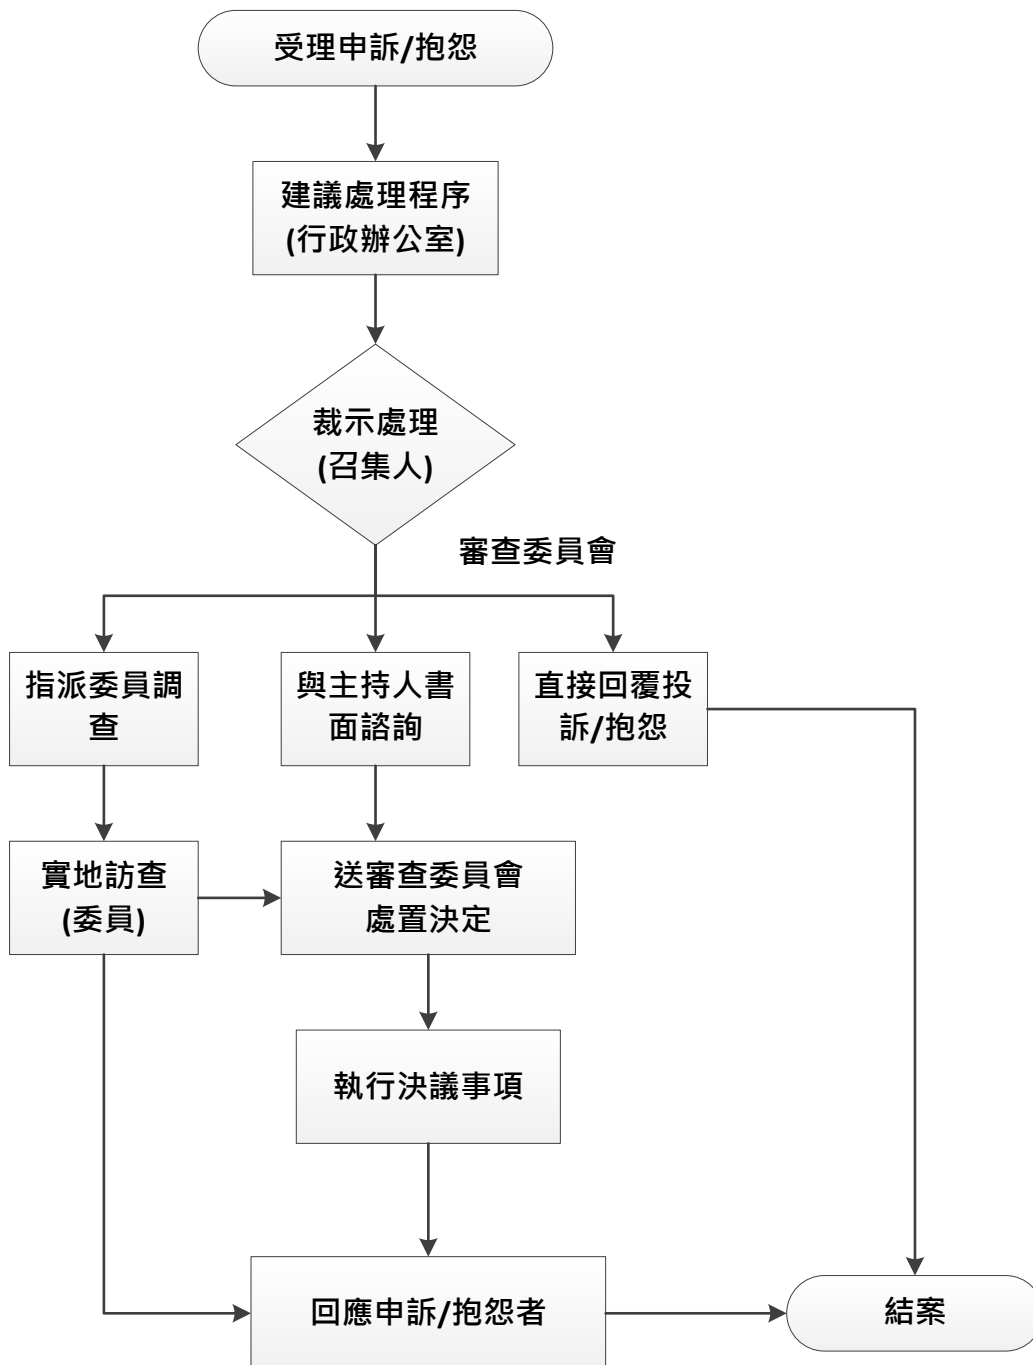 受理申訴/抱怨
建議處理程序
(行政辦公室)
裁示處理
(召集人)
審查委員會
指派委員調
查
與主持人書
面諮詢
直接回覆投
訴/抱怨
實地訪查
(委員)
送審查委員會
處置決定
執行決議事項
回應申訴/抱怨者
結案